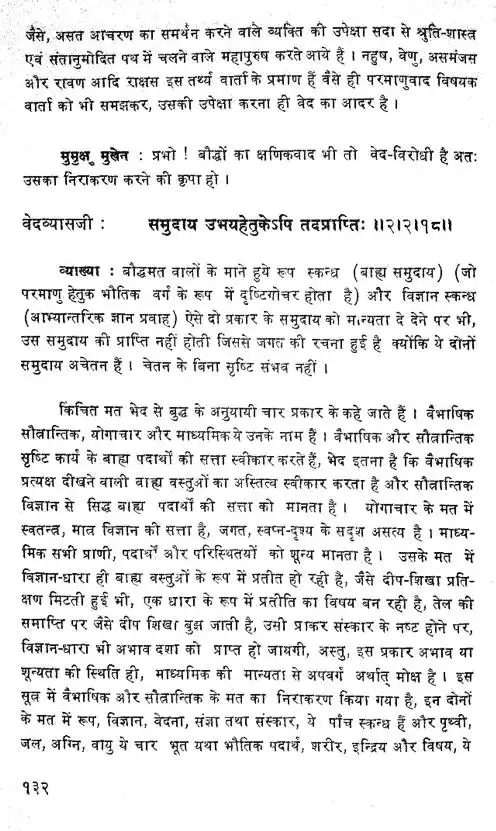 जैसे, असत आचरण का समर्थन करने वाले व्यक्ति की उपेक्षा सदा से श्रुति-शास्त्र
एवं संतानुमोदित पथ में चलने वाले महापुरुष करते आये हैं । नहुष, वेणु, असमंजस
और रावण आदि राक्षस इस तर्थ्य वार्ता के प्रमाण हैं वैसे ही परमाणुवाद विषयक
वार्ता को भी समझकर, उसकी उपेक्षा करना ही वेद का आदर है ।
मुमुक्षु मुखेन : प्रभो ! बौद्धों का क्षणिकवाद भी तो वेद-विरोधी है अतः
उसका निराकरण करने की कृपा हो ।
वेदव्यासजी : समुदाय उभयहेतुकेऽपि तदप्राप्तिः ॥२।२।१८॥
व्याख्या : बौद्धमत वालों के माने हुये रूप स्कन्ध (बाह्य समुदाय) (जो
परमाणु हेतुक भौतिक वर्ग के रूप में दृष्टिगोचर होता है) और विज्ञान स्कन्ध
(आभ्यान्तरिक ज्ञान प्रवाह) ऐसे दो प्रकार के समुदाय को मान्यता दे देने पर भी,
उस समुदाय की प्राप्ति नहीं होती जिससे जगत की रचना हुई है क्योंकि ये दोनों
समुदाय अचेतन हैं । चेतन के बिना सृष्टि संभव नहीं ।
किंचित मत भेद से बुद्ध के अनुयायी चार प्रकार के कहे जाते हैं । वैभाषिक
सौत्रान्तिक, योगाचार और माध्यमिक ये उनके नाम हैं । वैभाषिक और सौत्रान्तिक
सृष्टि कार्य के बाह्य पदार्थों की सत्ता स्वीकार करते हैं, भेद इतना है कि वैभाषिक
प्रत्यक्ष दीखने वाली बाह्य वस्तुओं का अस्तित्व स्वीकार करता है और सौत्रान्तिक
विज्ञान से सिद्ध बाह्य पदार्थों की सत्ता को मानता है । योगाचार के मत में
स्वतन्त्र, मात्र विज्ञान की सत्ता है, जगत, स्वप्न-दृश्य के सदृश असत्य है । माध्य-
मिक सभी प्राणी, पदार्थों और परिस्थितयों को शून्य मानता है । उसके मत में
विज्ञान-धारा ही बाह्य वस्तुओं के रूप में प्रतीत हो रही है, जैसे दीप-शिखा प्रति-
क्षण मिटती हुई भी, एक धारा के रूप में प्रतीति का विषय बन रही है, तेल की
समाप्ति पर जैसे दीप शिखा बुझ जाती है, उसी प्राकर संस्कार के नष्ट होने पर,
विज्ञान-धारा भी अभाव दशा को प्राप्त हो जायगी, अस्तु, इस प्रकार अभाव या
शून्यता की स्थिति ही, माध्यमिक की मान्यता से अपवर्ग अर्थात् मोक्ष है । इस
सूत्र में वैभाषिक और सौत्रान्तिक के मत का निराकरण किया गया है, इन दोनों
के मत में रूप, विज्ञान, वेदना, संज्ञा तथा संस्कार, ये पाँच स्कन्ध हैं और पृथ्वी,
जल, अग्नि, वायु ये चार भूत यथा भौतिक पदार्थ, शरीर, इन्द्रिय और विषय, ये
१३२